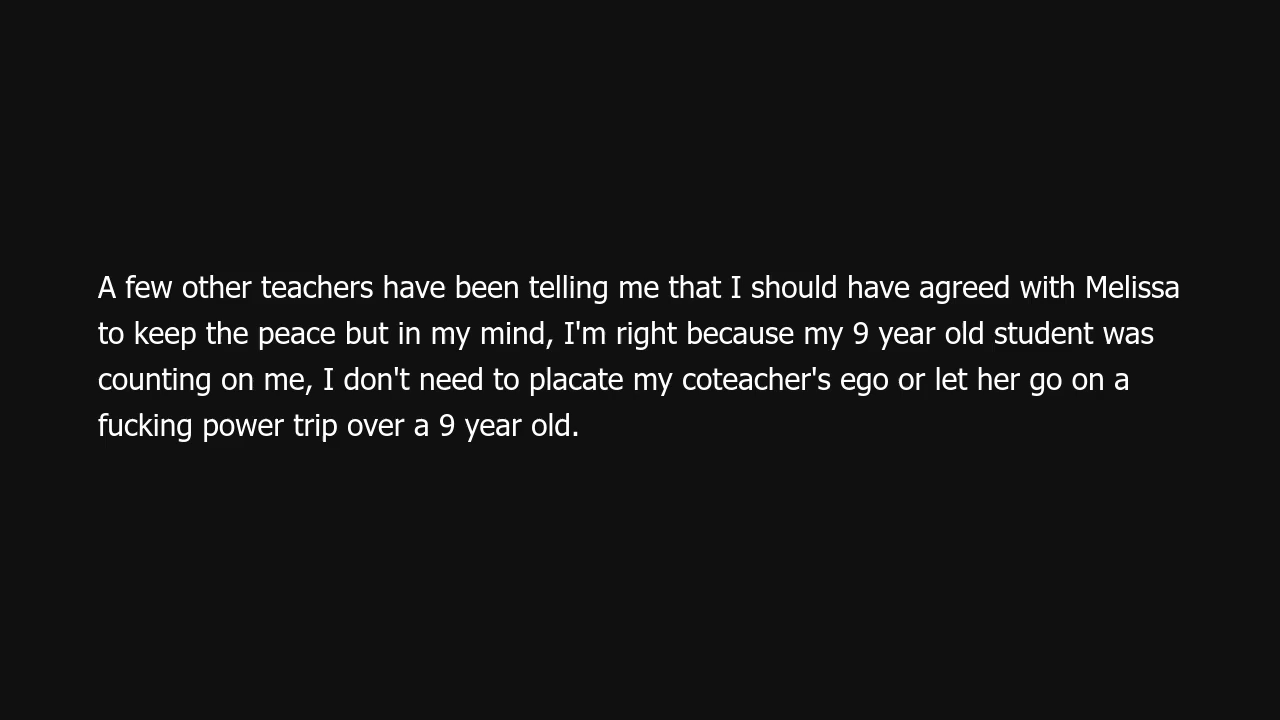 A few other teachers have been telling me that I should have agreed with Melissa
to keep the peace but in my mind, I'm right because my 9 year old student was
counting on me, I don't need to placate my coteacher's ego or let her go on a
fucking power trip over a 9 year old.